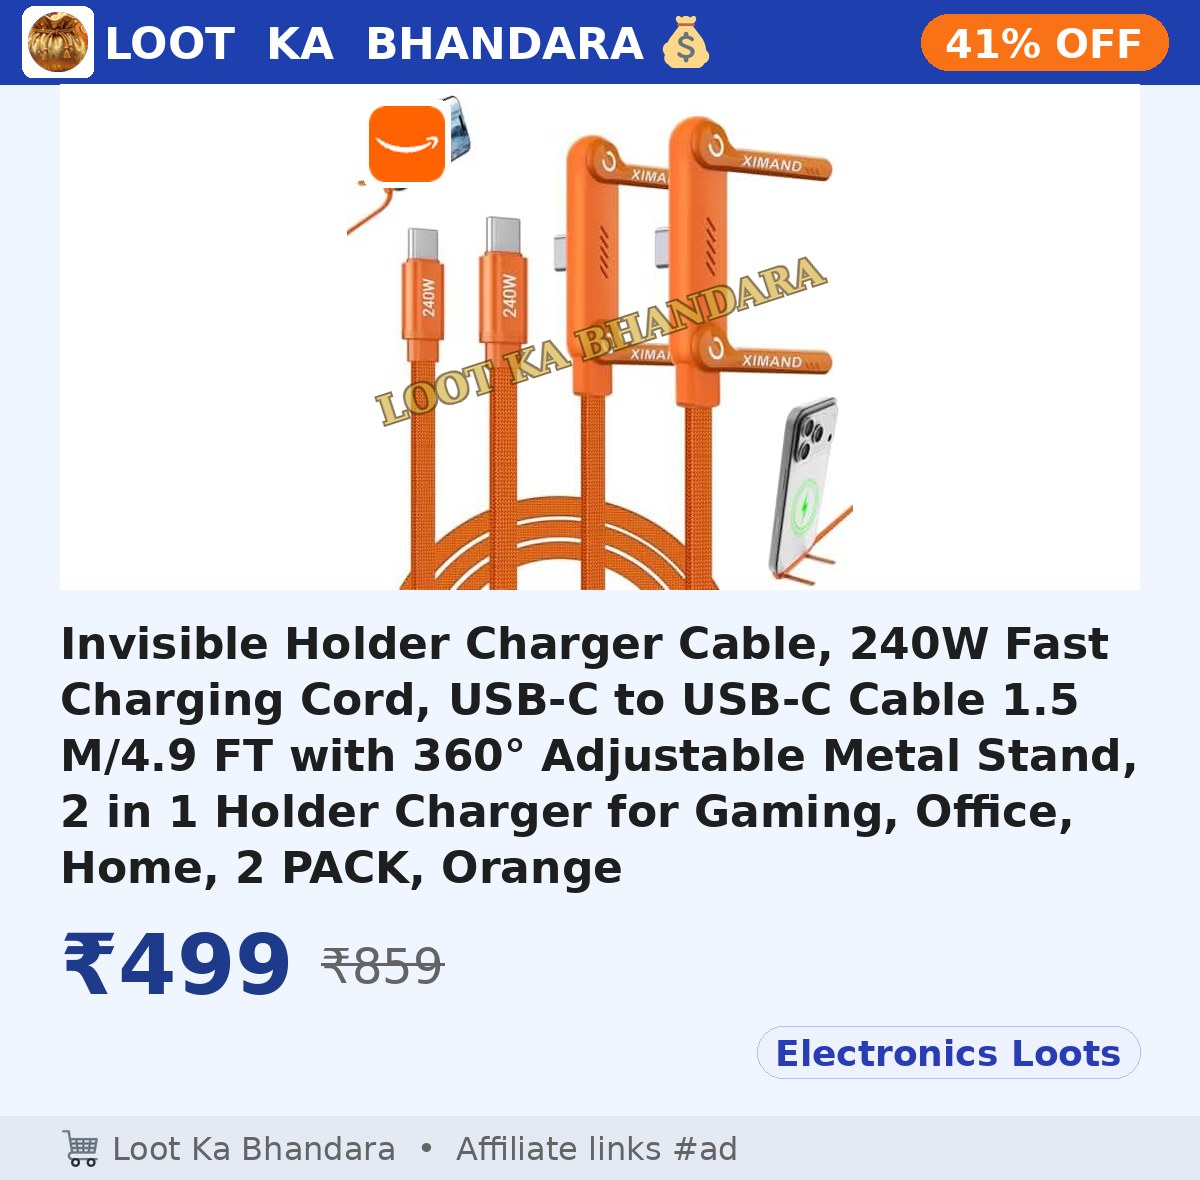 LOOT KA BHANDARA
41% OFF
XIMAND
XIMA
240W
240W
LOOT KA BHANDARA
XIMA
XIMAND
Invisible Holder Charger Cable, 240W Fast
Charging Cord, USB-C to USB-C Cable 1.5
M/4.9 FT with 360° Adjustable Metal Stand,
2 in 1 Holder Charger for Gaming, Office,
Home, 2 PACK, Orange
₹499 ₹859
Electronics Loots
Loot Ka Bhandara • Affiliate links #ad